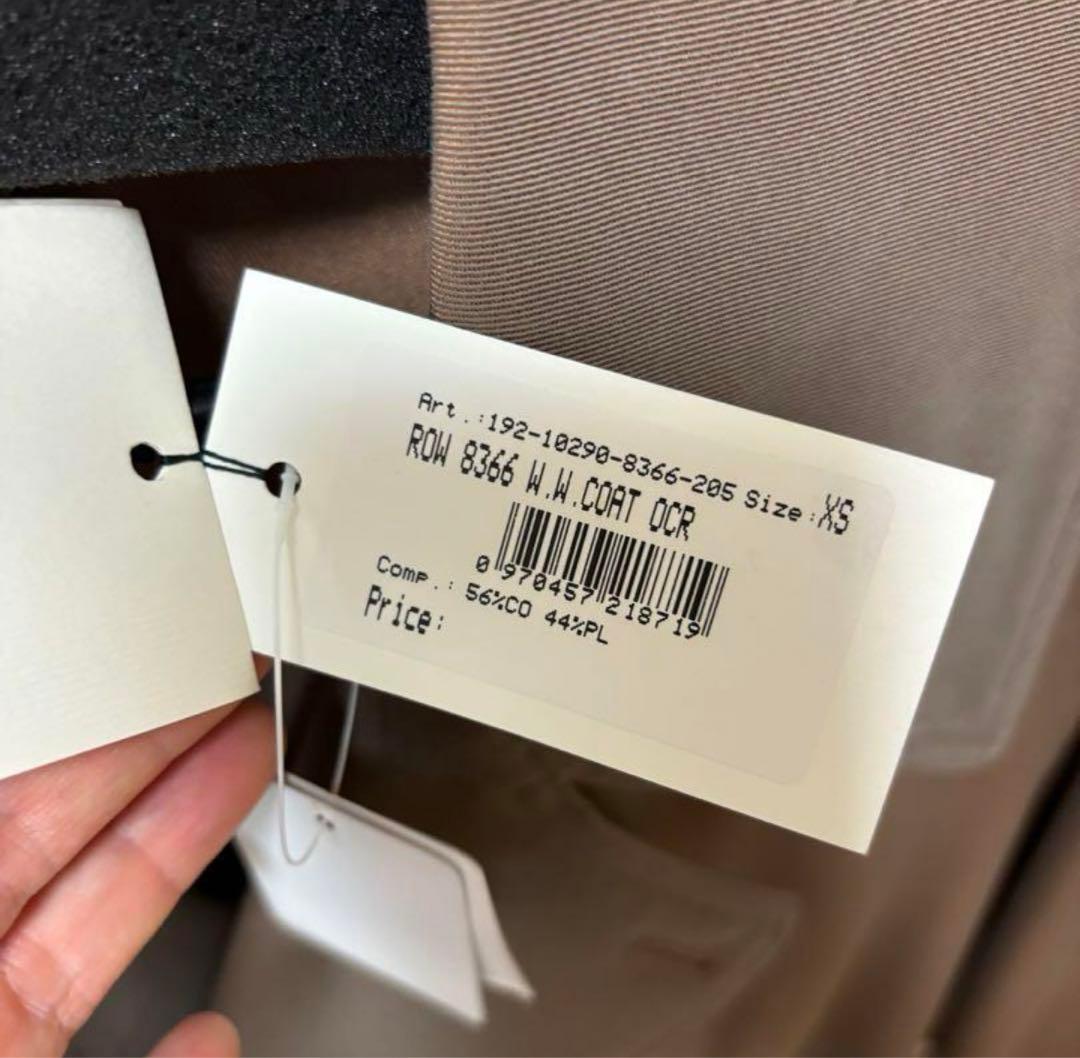 Art.:192-10290-8366-205 Size:XS
ROW 8366 W.W.COAT OCR
0 970457 218719
Comp.: 56%CO 44%PL
Price: